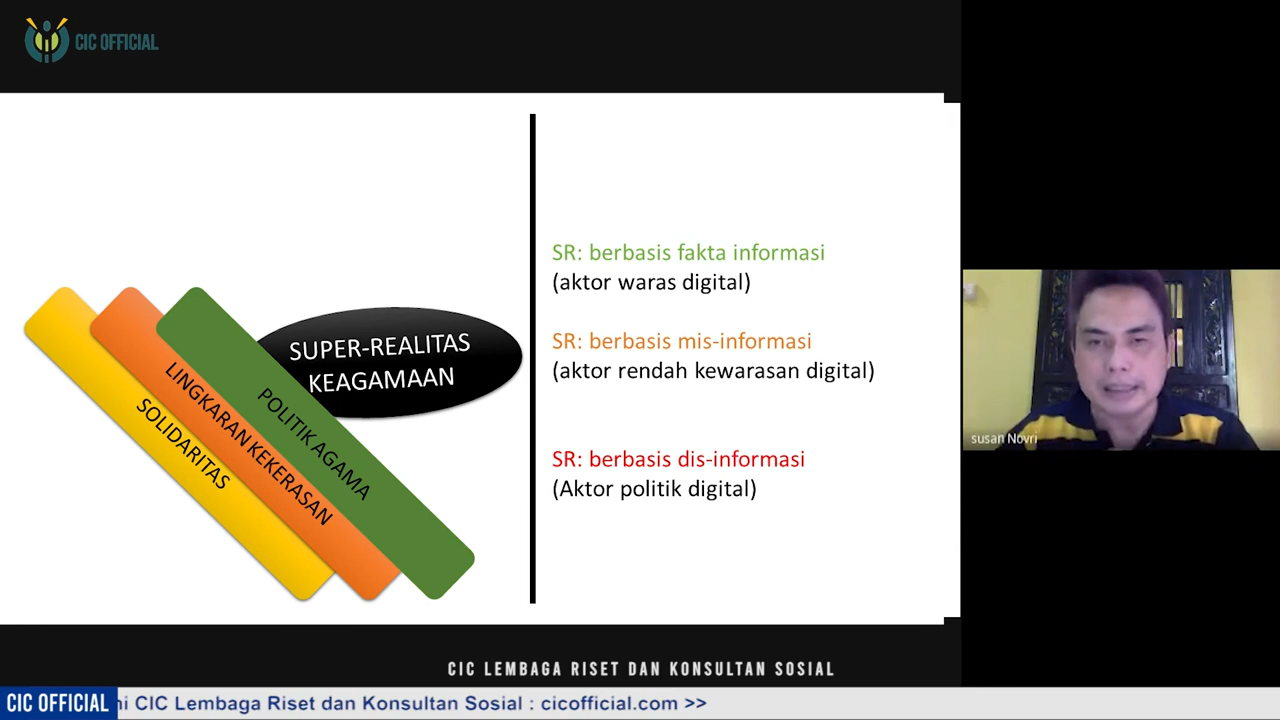 CIC OFFICIAL
SUPER-REALITAS
KEAGAMAAN
POLITIK AGAMA
LINGKARAN KEKERASAN
SOLIDARITAS
SR: berbasis fakta informasi
(aktor waras digital)
SR: berbasis mis-informasi
(aktor rendah kewarasan digital)
SR: berbasis dis-informasi
(Aktor politik digital)
susan Novri
CIC LEMBAGA RISET DAN KONSULTAN SOSIAL
CIC OFFICIAL
CIC Lembaga Riset dan Konsultan Sosial : cicofficial.com >>